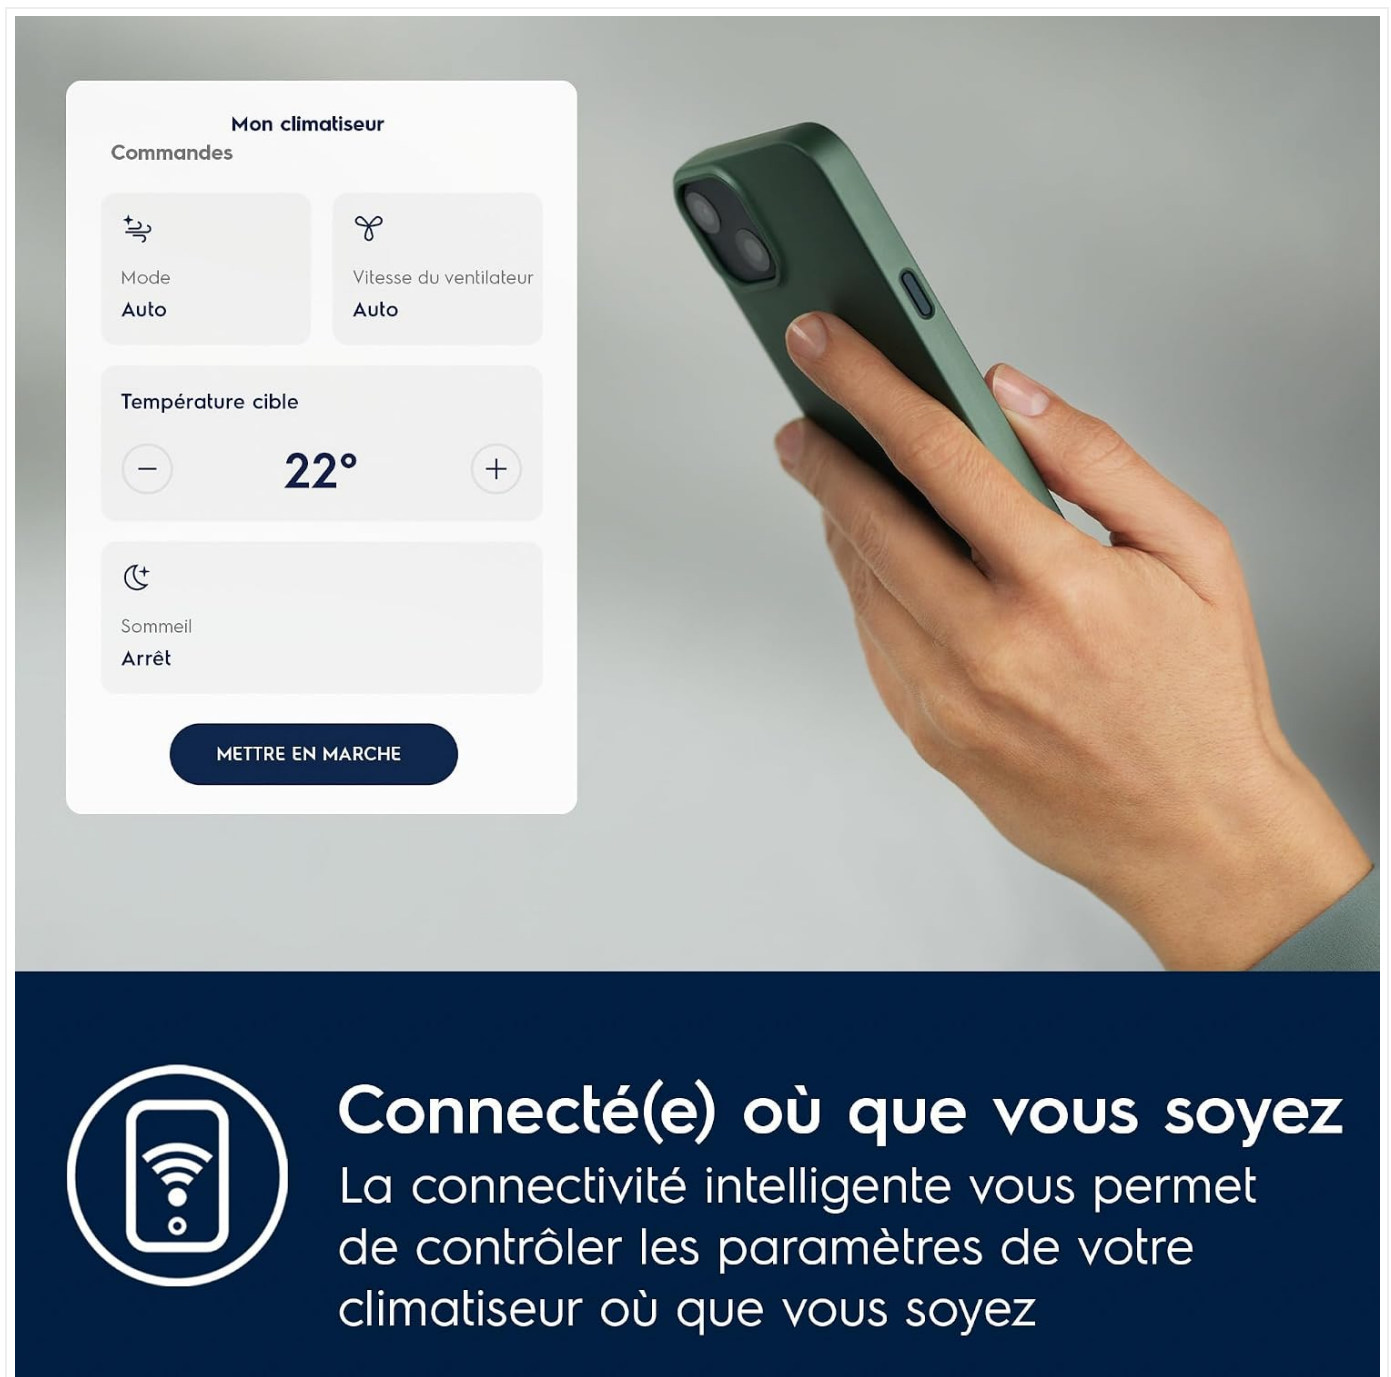 Mon climatiseur
Commandes
Mode
Auto
Vitesse du ventilateur
Auto
Température cible
22°
Sommeil
Arrêt
METTRE EN MARCHE
Connecté(e) où que vous soyez
La connectivité intelligente vous permet
de contrôler les paramètres de votre
climatiseur où que vous soyez